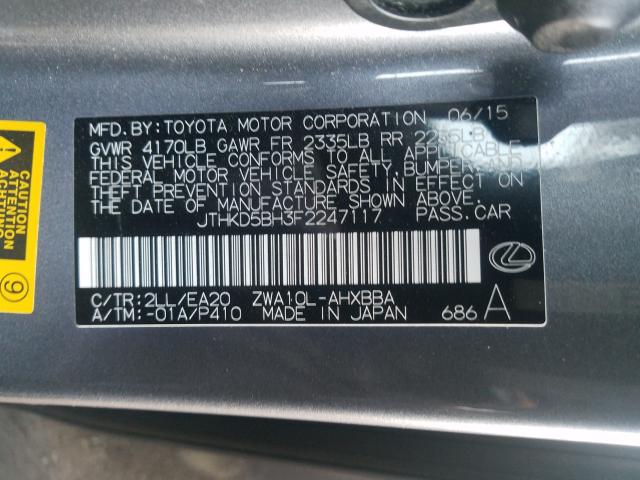 MFD.BY:TOYOTA MOTOR CORPORATION 06/15
GVWR 4170LB GAWR FR 2335LB RR 2235LB
THIS VEHICLE CONFORMS TO ALL APPLICABLE
FEDERAL MOTOR VEHICLE SAFETY,BUMPER,AND
THEFT PREVENTION STANDARDS IN EFFECT ON
THE DATE OF MANUFACTURE SHOWN ABOVE.
JTHKD5BH3F2247117 PASS.CAR
C/TR:2LL/EA20 ZWA10L-AHXBBA
A/TM:-01A/P410 MADE IN JAPAN 686 A
CAUTION
ATTENTION
ACHTUNG
9